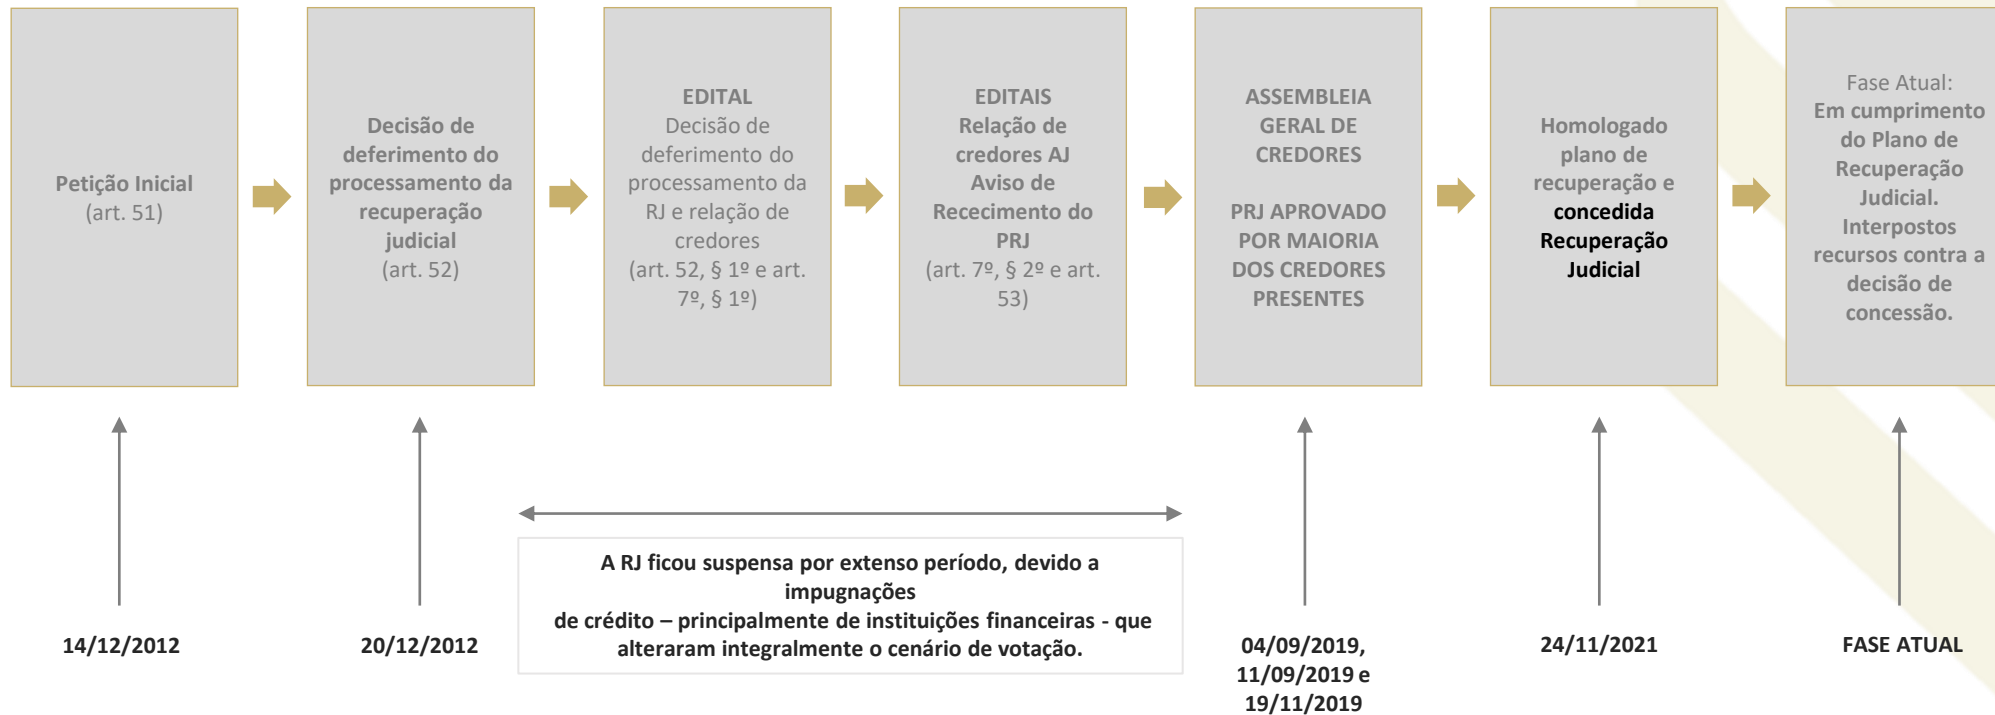 Petição Inicial
(art. 51)
Decisão de
deferimento do
processamento da
recuperação
judicial
(art. 52)
EDITAL
Decisão de
deferimento do
processamento da
RJ e relação de
credores
(art. 52, § 1º e art.
7º, § 1º)
EDITAIS
Relação de
credores AJ
Aviso de
Rececimento do
PRJ
(art. 7º, § 2º e art.
53)
ASSEMBLEIA
GERAL DE
CREDORES
PRJ APROVADO
POR MAIORIA
DOS CREDORES
PRESENTES
Homologado
plano de
recuperação e
concedida
Recuperação
Judicial
Fase Atual:
Em cumprimento
do Plano de
Recuperação
Judicial.
Interpostos
recursos contra a
decisão de
concessão.
A RJ ficou suspensa por extenso período, devido a
impugnações
de crédito – principalmente de instituições financeiras - que
alteraram integralmente o cenário de votação.
14/12/2012
20/12/2012
04/09/2019,
11/09/2019 e
19/11/2019
24/11/2021
FASE ATUAL